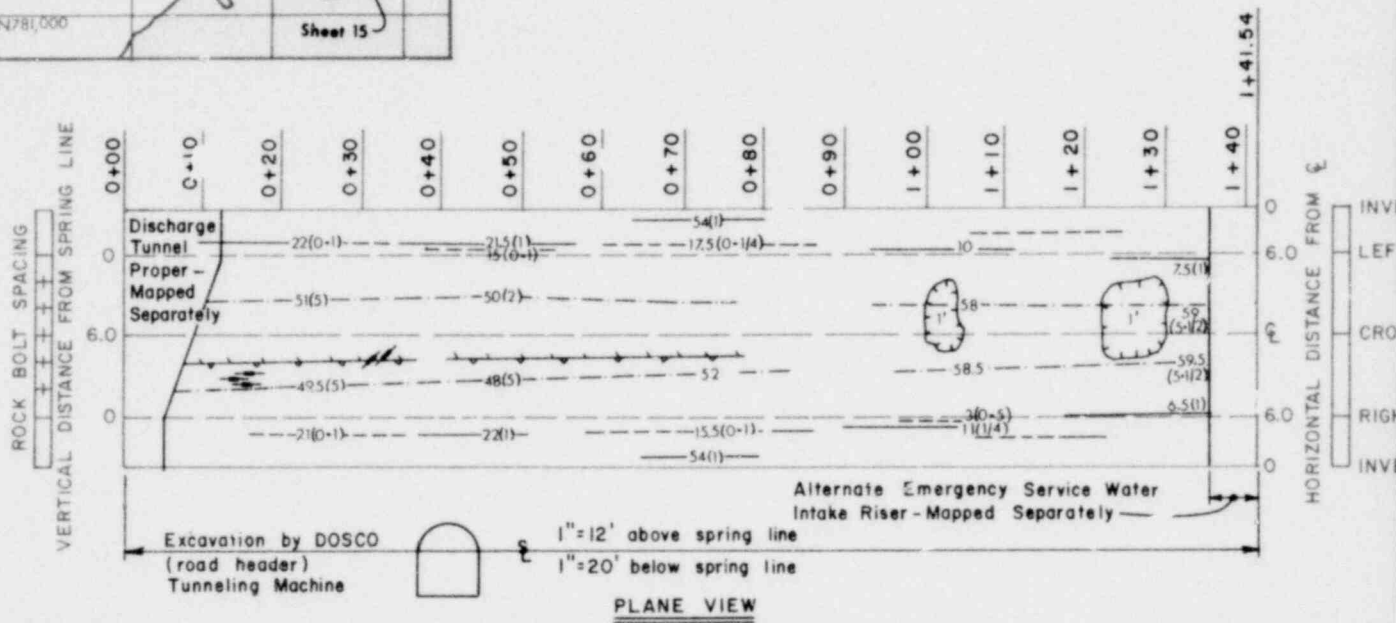 N781,000
Sheet 15
1+41.54
0+00
0+10
0+20
0+30
0+40
0+50
0+60
0+70
0+80
0+90
1+00
1+10
1+20
1+30
1+40
ROCK BOLT SPACING
VERTICAL DISTANCE FROM SPRING LINE
HORIZONTAL DISTANCE FROM ℄
Discharge
Tunnel
Proper-
Mapped
Separately
0
6.0
0
54(1)
22(0-1)
21.5(1)
15(0-1)
17.5(0-1/4)
10
7.5(1)
51(5)
50(2)
58
1'
1'
59
(5-1/2)
49.5(5)
48(5)
52
58.5
59.5
(5-1/2)
21(0-1)
22(1)
15.5(0-1)
3(0-5)
11(1/4)
6.5(1)
54(1)
0
6.0
℄
6.0
0
INVE
LEF
CRO
RIGH
INVE
Alternate Emergency Service Water
Intake Riser-Mapped Separately
Excavation by DOSCO
(road header)
Tunneling Machine
1"=12' above spring line
1"=20' below spring line
PLANE VIEW